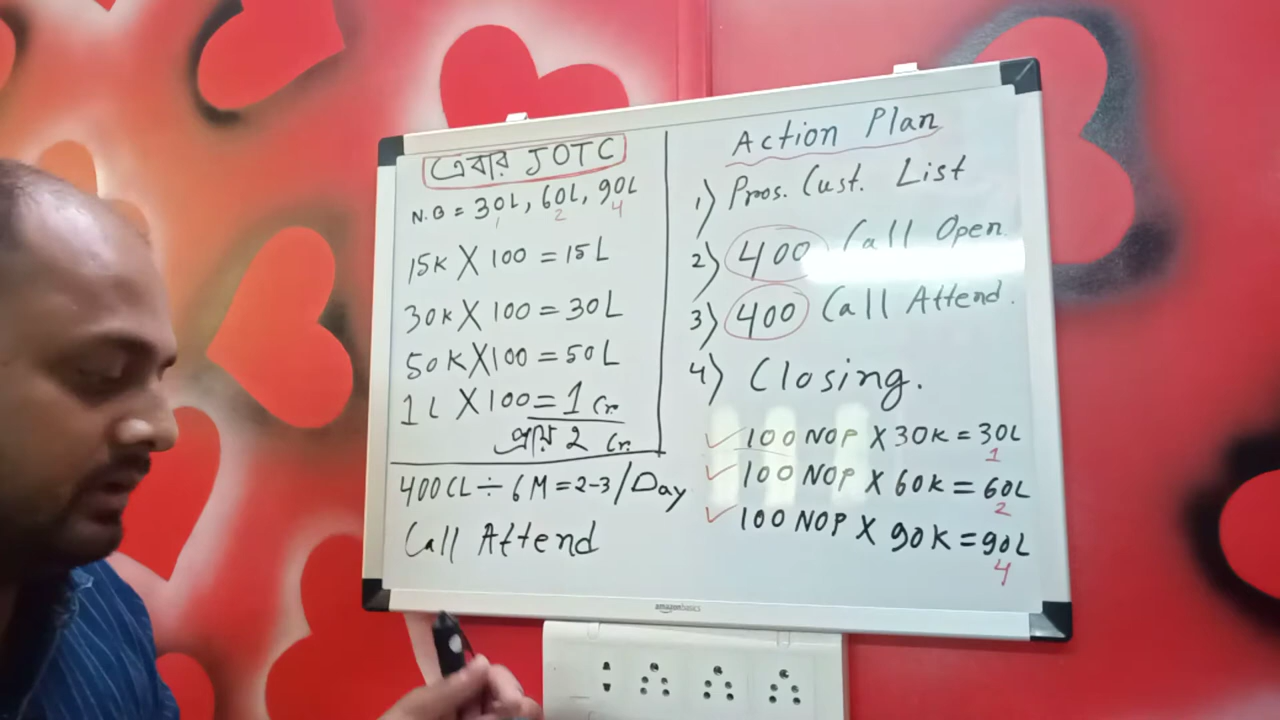 এবার JOTC
N.B = 30L, 60L, 90L
1 2 4
15K X 100 = 15L
30K X 100 = 30L
50K X 100 = 50L
1L X 100 = 1 Cr.
প্রায় 2 Cr.
400CL ÷ 6M = 2-3/Day
Call Attend
Action Plan
1) Pros. Cust. List
2) 400 Call Open
3) 400 Call Attend.
4) Closing.
✓ 100 NOP X 30K = 30L
1
✓ 100 NOP X 60K = 60L
2
✓ 100 NOP X 90K = 90L
4
amazonbasics